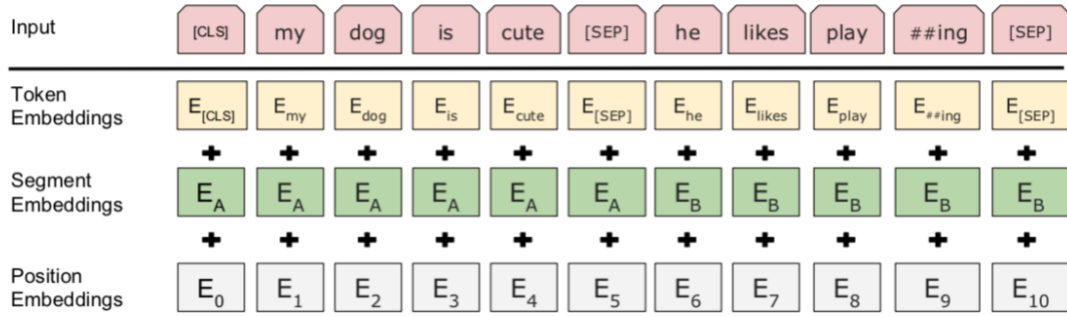 Input [CLS] my dog is cute [SEP] he likes play ##ing [SEP]
Token Embeddings E[CLS] Emy Edog Eis Ecute E[SEP] Ehe Elikes Eplay E##ing E[SEP]
+ + + + + + + + + + +
Segment Embeddings EA EA EA EA EA EA EB EB EB EB EB
+ + + + + + + + + + +
Position Embeddings E0 E1 E2 E3 E4 E5 E6 E7 E8 E9 E10